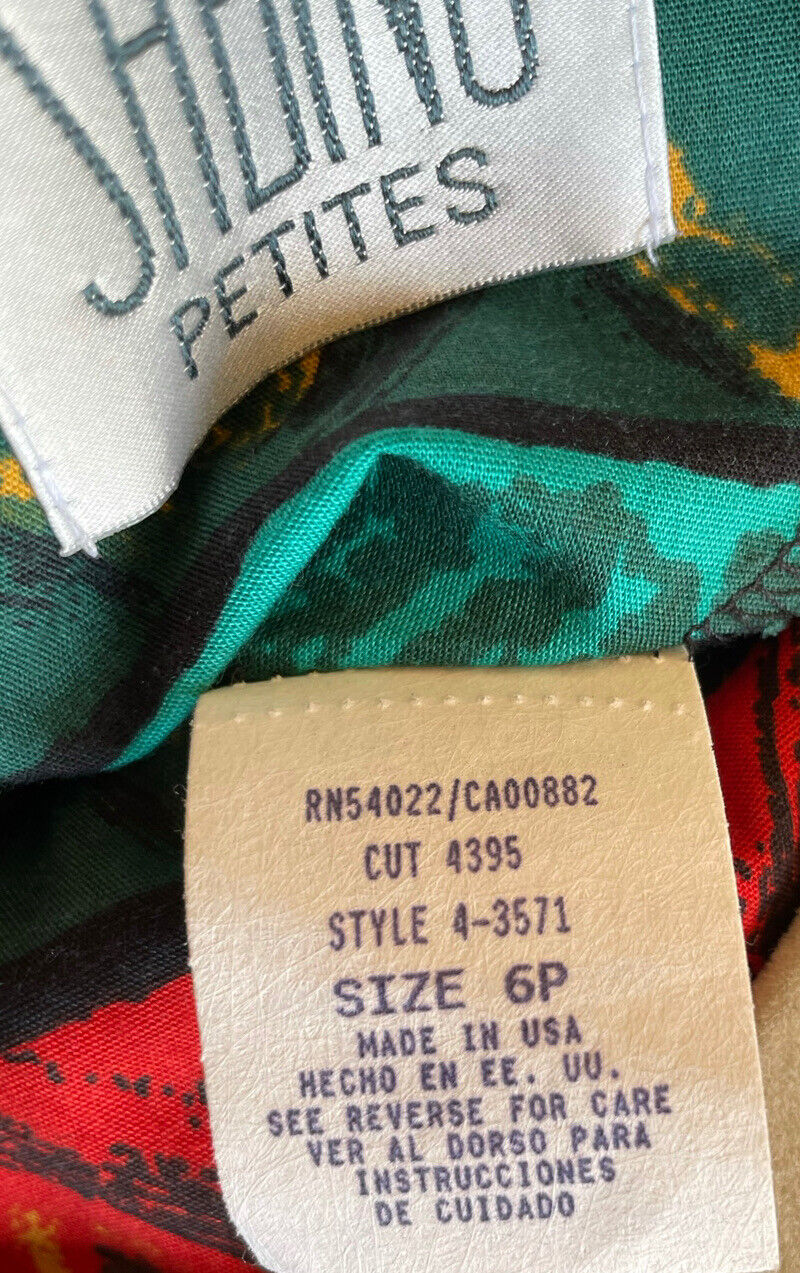 PETITES
RN54022/CA00882
CUT 4395
STYLE 4-3571
SIZE 6P
MADE IN USA
HECHO EN EE. UU.
SEE REVERSE FOR CARE
VER AL DORSO PARA
INSTRUCCIONES
DE CUIDADO